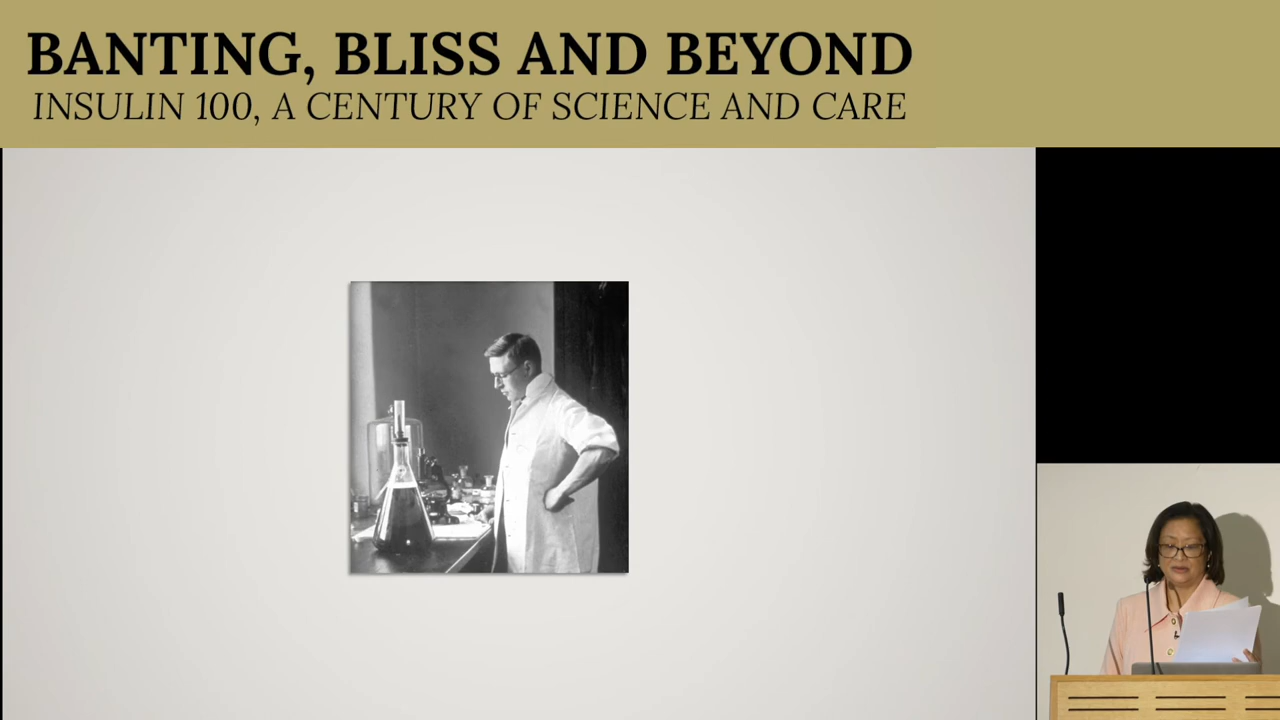 BANTING, BLISS AND BEYOND
INSULIN 100, A CENTURY OF SCIENCE AND CARE